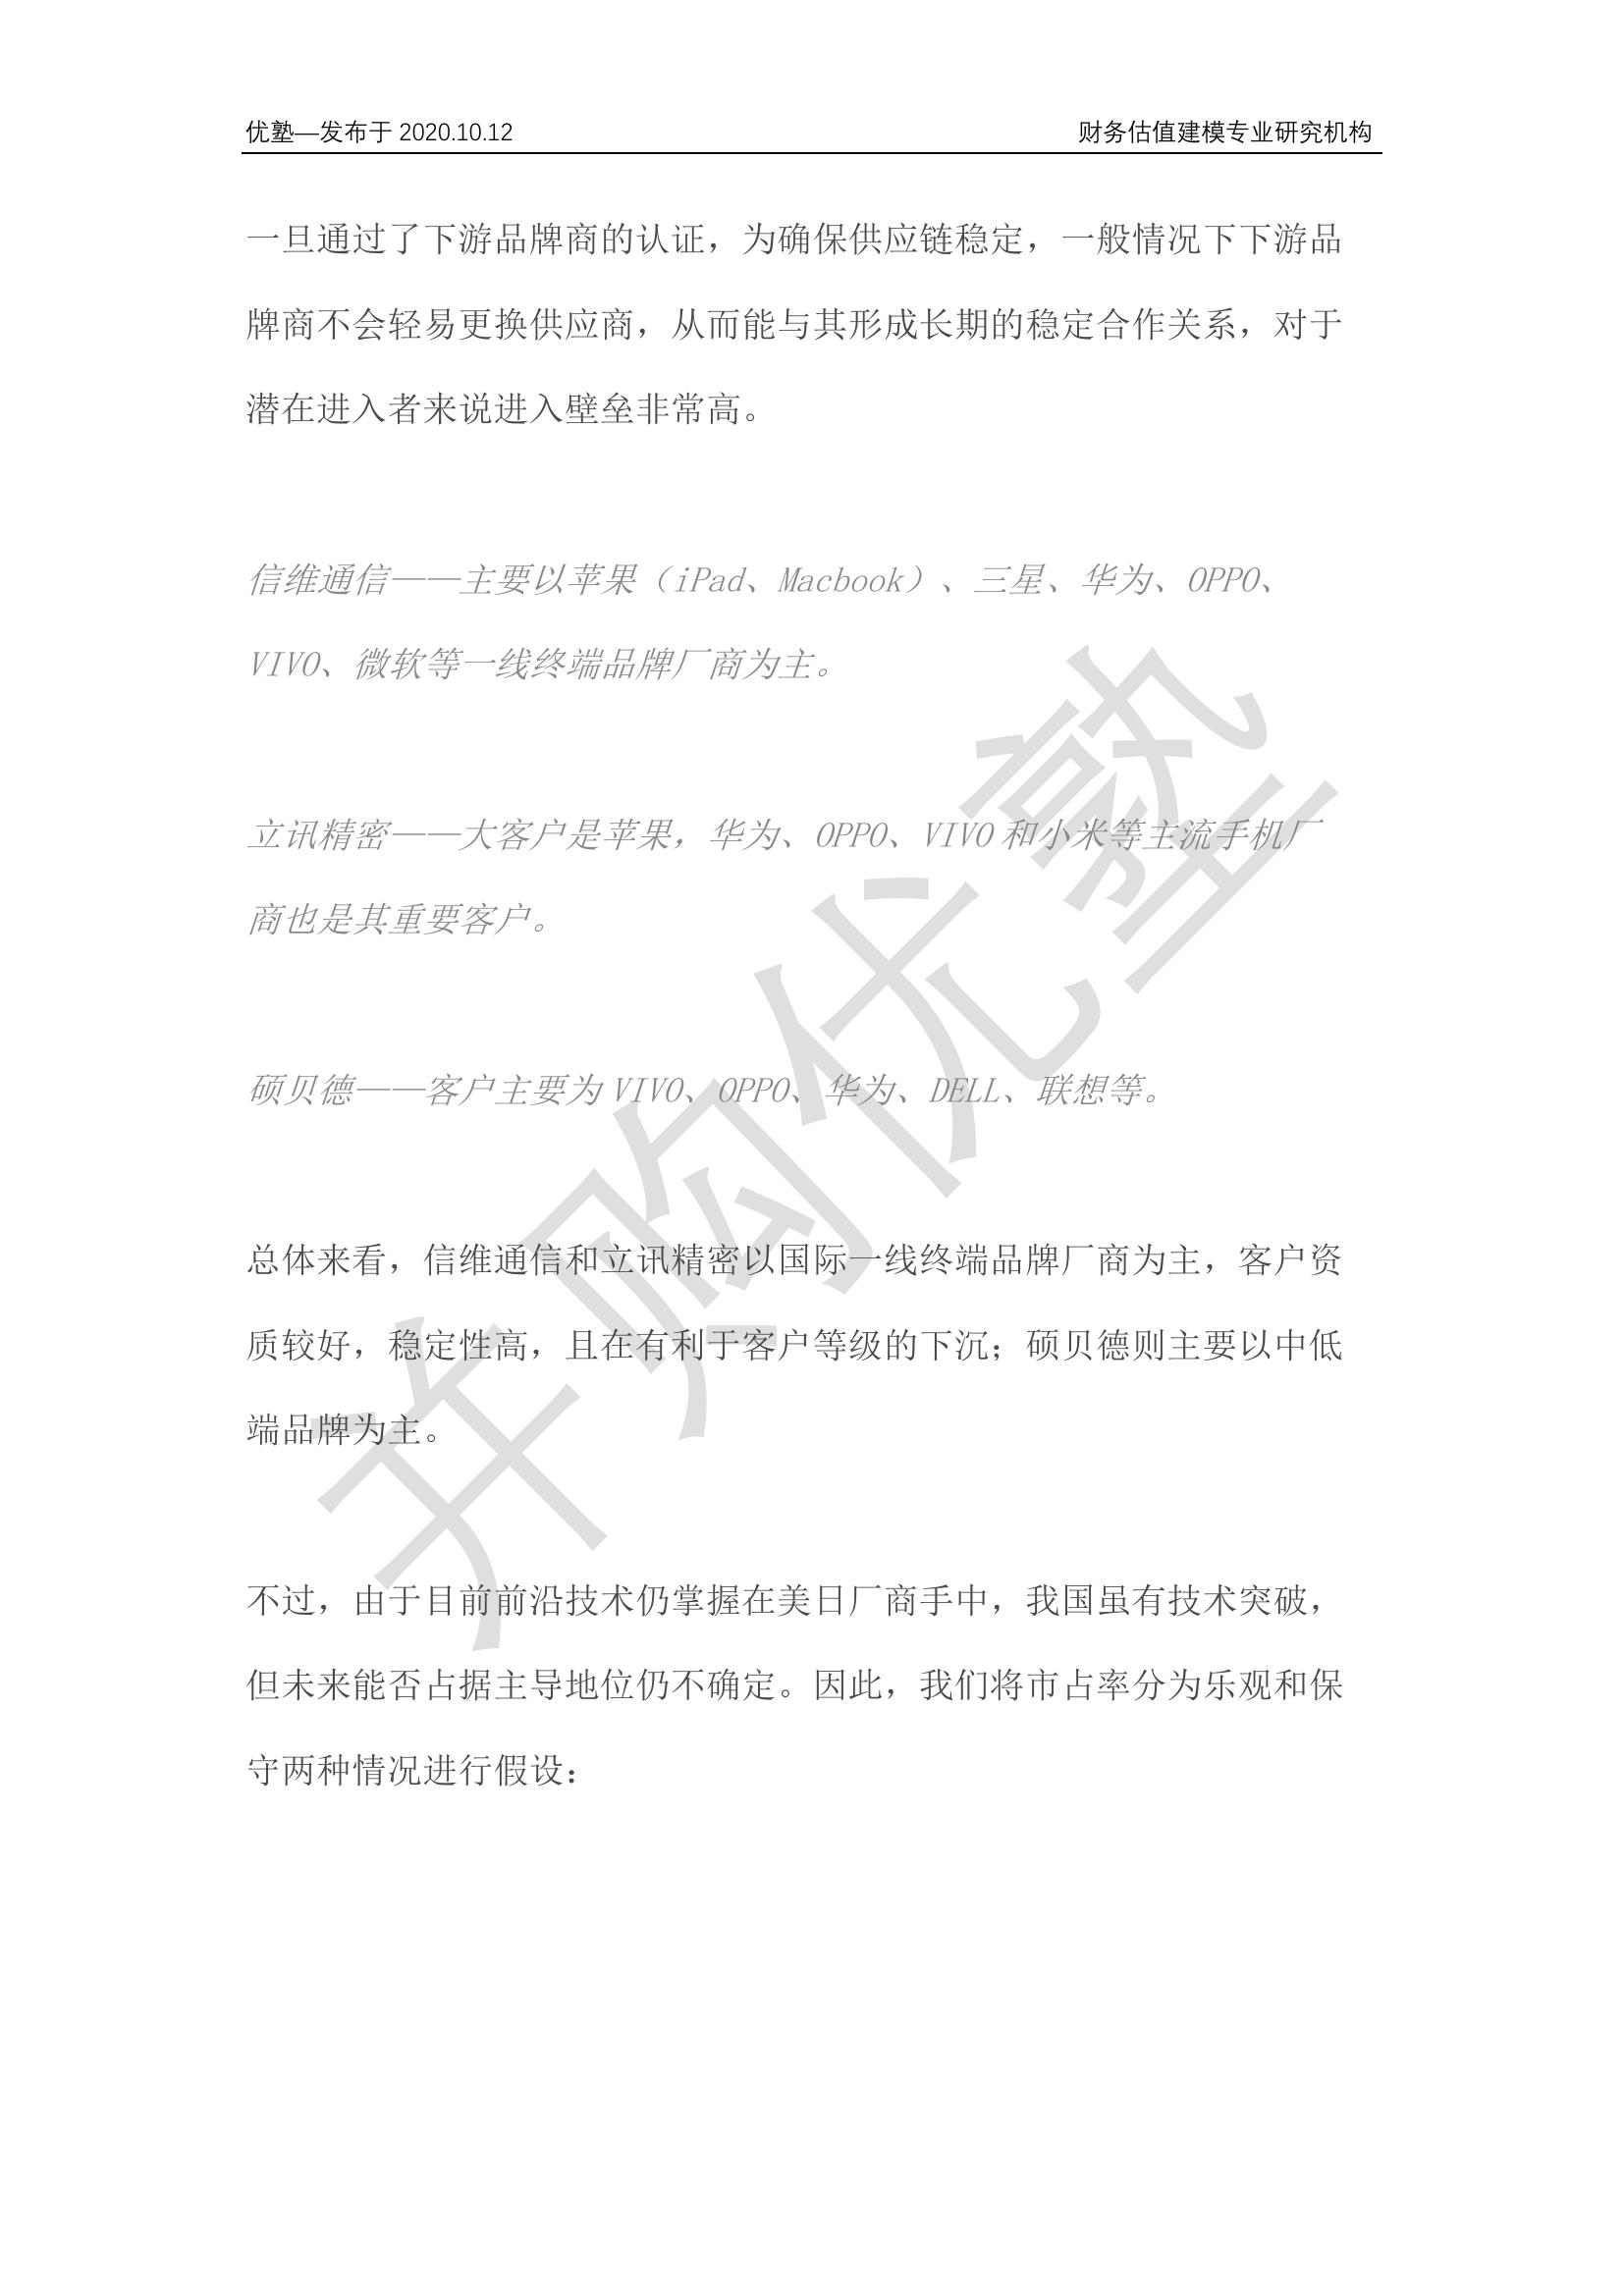 优塾—发布于 2020.10.12 财务估值建模专业研究机构
一旦通过了下游品牌商的认证，为确保供应链稳定，一般情况下下游品
牌商不会轻易更换供应商，从而能与其形成长期的稳定合作关系，对于
潜在进入者来说进入壁垒非常高。
信维通信——主要以苹果（iPad、Macbook）、三星、华为、OPPO、
VIVO、微软等一线终端品牌厂商为主。
立讯精密——大客户是苹果，华为、OPPO、VIVO 和小米等主流手机厂
商也是其重要客户。
硕贝德——客户主要为 VIVO、OPPO、华为、DELL、联想等。
总体来看，信维通信和立讯精密以国际一线终端品牌厂商为主，客户资
质较好，稳定性高，且在有利于客户等级的下沉；硕贝德则主要以中低
端品牌为主。
不过，由于目前前沿技术仍掌握在美日厂商手中，我国虽有技术突破，
但未来能否占据主导地位仍不确定。因此，我们将市占率分为乐观和保
守两种情况进行假设：
并购优塾